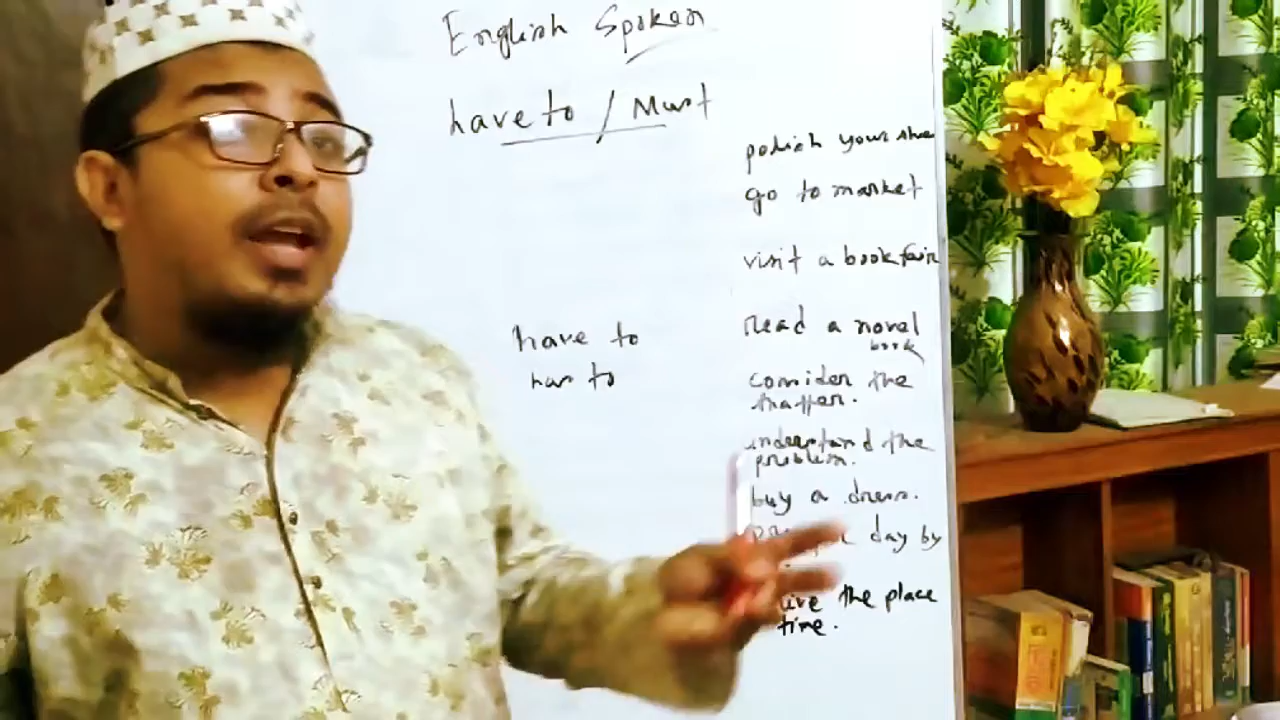 English Spoken
have to / Must
polish your shoe
go to market
visit a book fair
read a novel
book
have to
has to
consider the
matter.
understand the
problem.
buy a dress.
day by
the place
time.